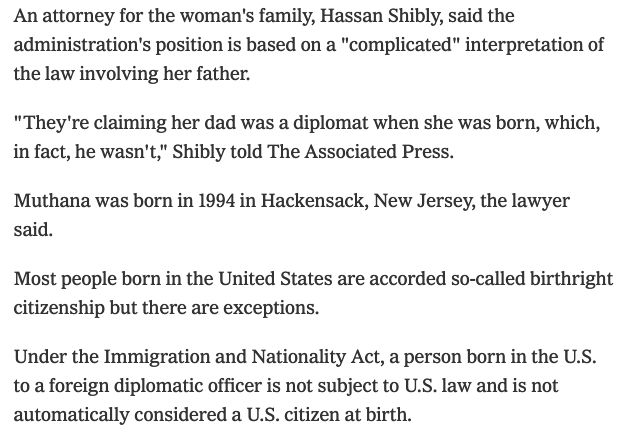 An attorney for the woman's family, Hassan Shibly, said the
administration's position is based on a "complicated" interpretation of
the law involving her father.
"They're claiming her dad was a diplomat when she was born, which,
in fact, he wasn't," Shibly told The Associated Press.
Muthana was born in 1994 in Hackensack, New Jersey, the lawyer
said.
Most people born in the United States are accorded so-called birthright
citizenship but there are exceptions.
Under the Immigration and Nationality Act, a person born in the U.S.
to a foreign diplomatic officer is not subject to U.S. law and is not
automatically considered a U.S. citizen at birth.